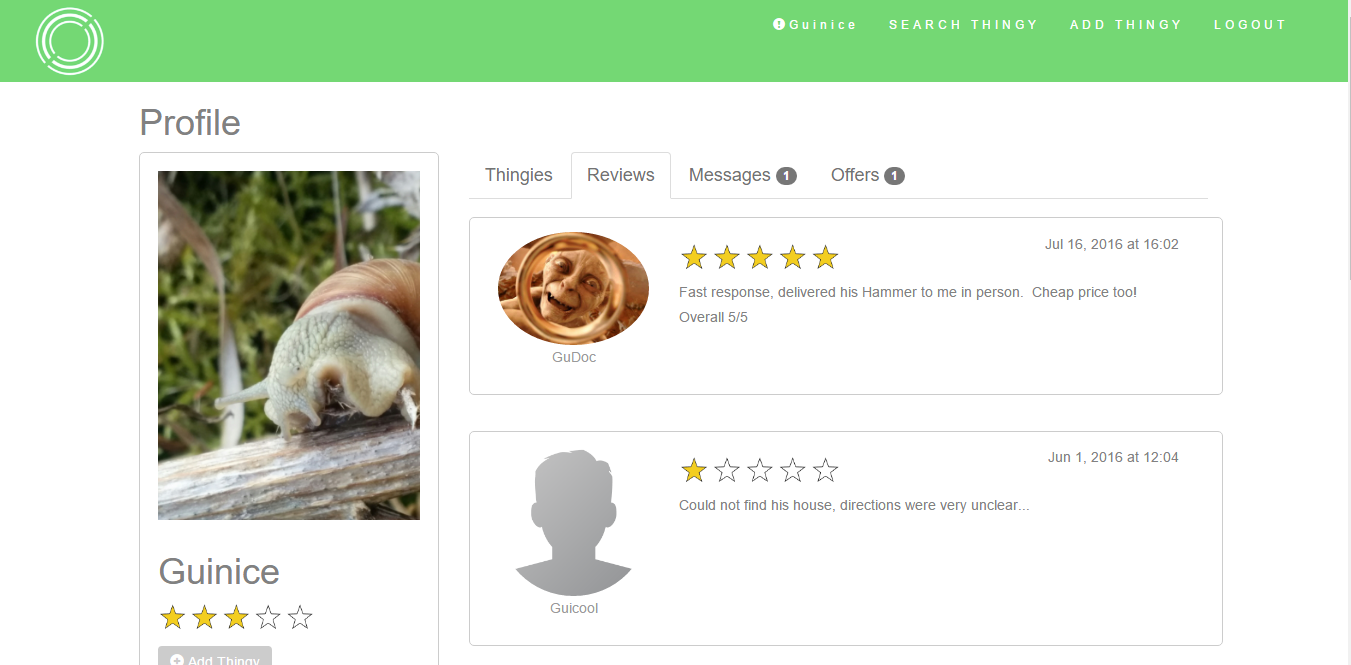 Guinice SEARCH THINGY ADD THINGY LOGOUT
Profile
Thingies Reviews Messages 1 Offers 1
Jul 16, 2016 at 16:02
Fast response, delivered his Hammer to me in person. Cheap price too!
Overall 5/5
GuDoc
Jun 1, 2016 at 12:04
Could not find his house, directions were very unclear...
Guicool
Guinice
Add Thingy